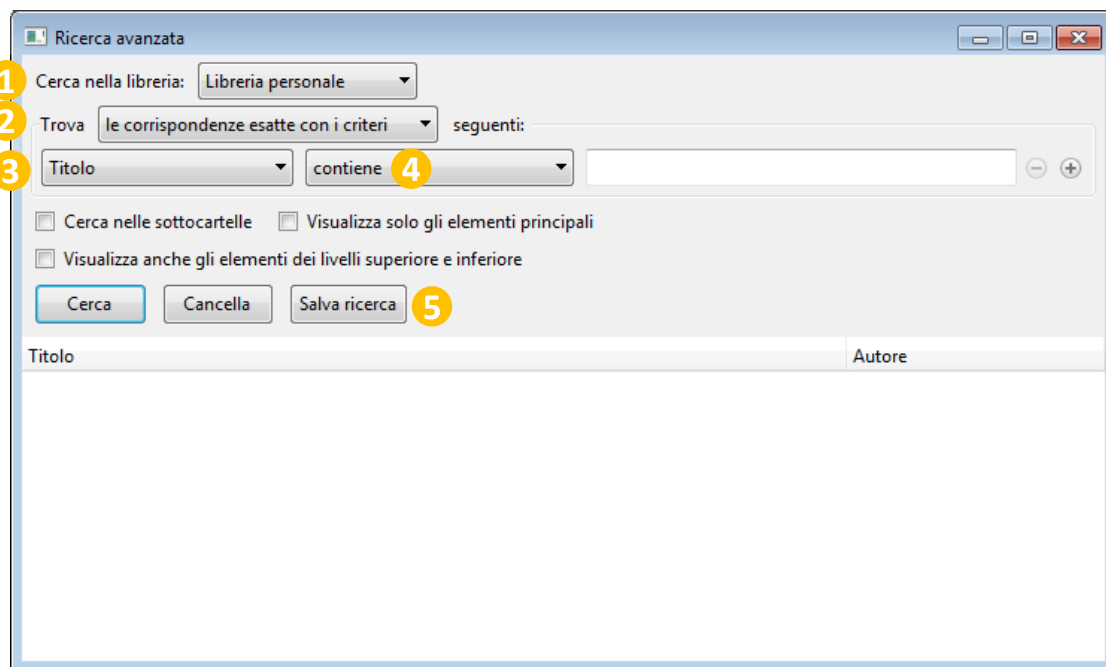 Ricerca avanzata
1 Cerca nella libreria: Libreria personale
2 Trova le corrispondenze esatte con i criteri seguenti:
3 Titolo contiene 4
Cerca nelle sottocartelle Visualizza solo gli elementi principali
Visualizza anche gli elementi dei livelli superiore e inferiore
Cerca Cancella Salva ricerca 5
Titolo Autore